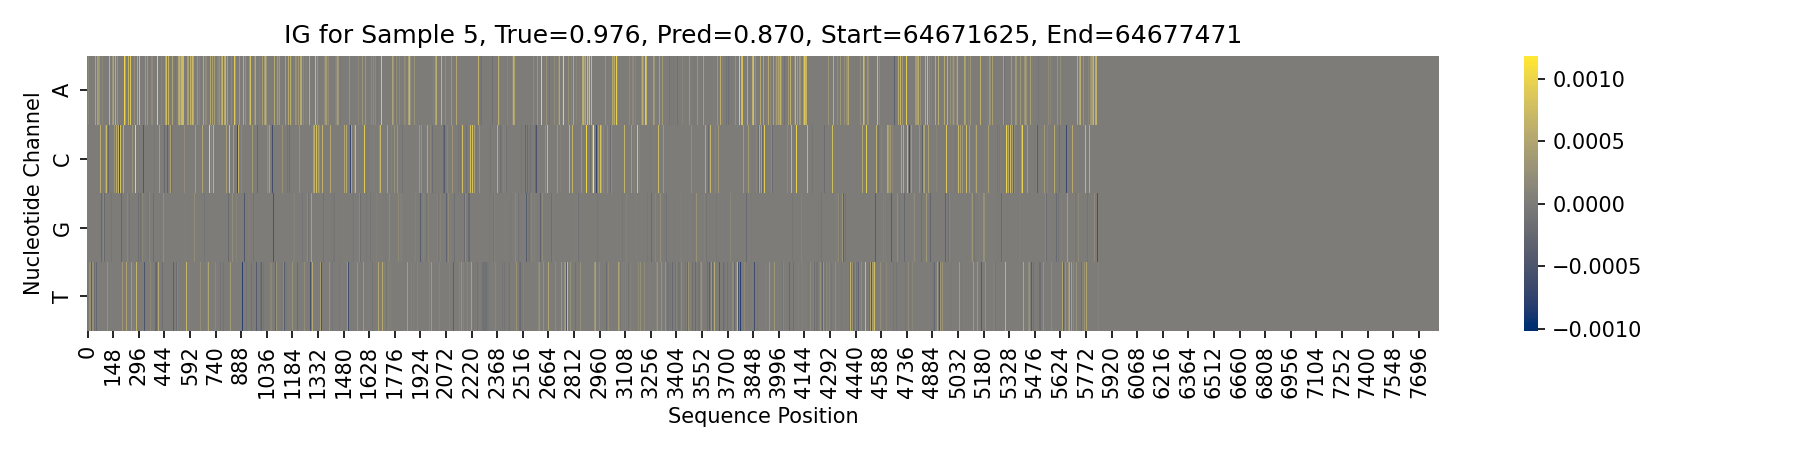 IG for Sample 5, True=0.976, Pred=0.870, Start=64671625, End=64677471
Nucleotide Channel
A
C
G
T
0 148 296 444 592 740 888 1036 1184 1332 1480 1628 1776 1924 2072 2220 2368 2516 2664 2812 2960 3108 3256 3404 3552 3700 3848 3996 4144 4292 4440 4588 4736 4884 5032 5180 5328 5476 5624 5772 5920 6068 6216 6364 6512 6660 6808 6956 7104 7252 7400 7548 7696
Sequence Position
0.0010
0.0005
0.0000
−0.0005
−0.0010